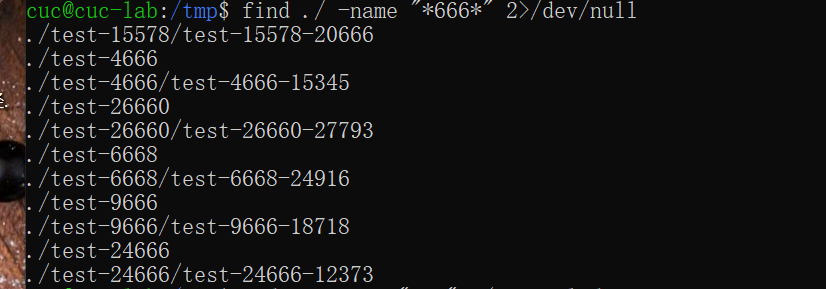 cuc@cuc-lab:/tmp$ find ./ -name "*666*" 2>/dev/null
./test-15578/test-15578-20666
./test-4666
./test-4666/test-4666-15345
./test-26660
./test-26660/test-26660-27793
./test-6668
./test-6668/test-6668-24916
./test-9666
./test-9666/test-9666-18718
./test-24666
./test-24666/test-24666-12373